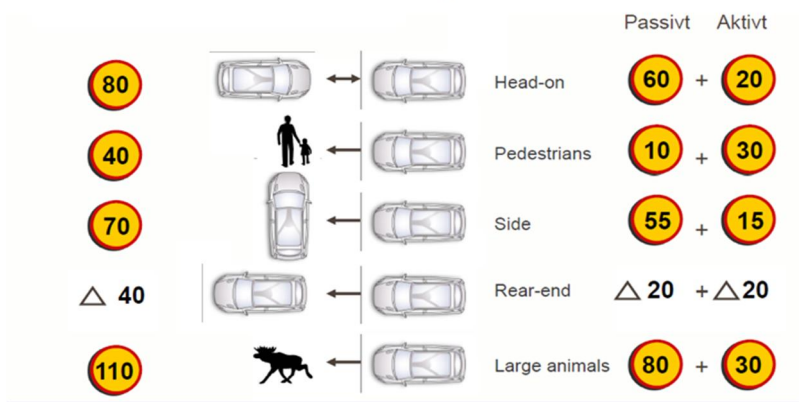 Passivt Aktivt
80 Head-on 60 + 20
40 Pedestrians 10 + 30
70 Side 55 + 15
△ 40 Rear-end △ 20 + △ 20
110 Large animals 80 + 30